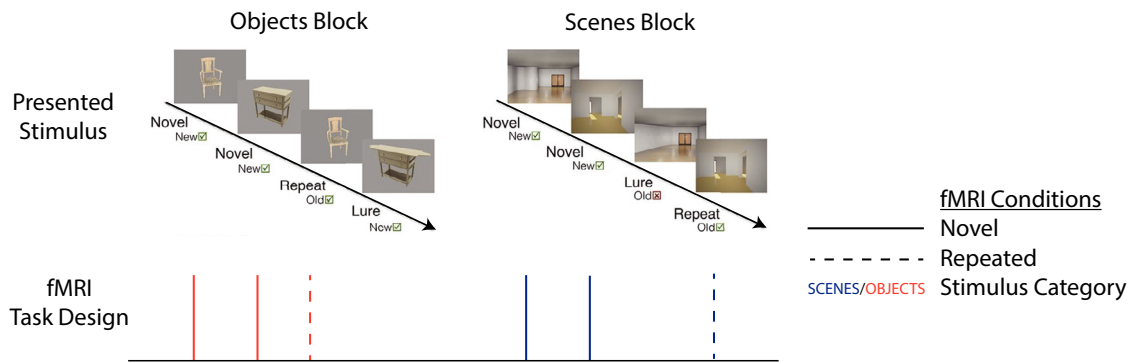 Objects Block
Scenes Block
Presented
Stimulus
Novel
New
Novel
New
Repeat
Old
Lure
New
Novel
New
Novel
New
Lure
Old
Repeat
Old
fMRI Conditions
Novel
Repeated
SCENES/OBJECTS Stimulus Category
fMRI
Task Design